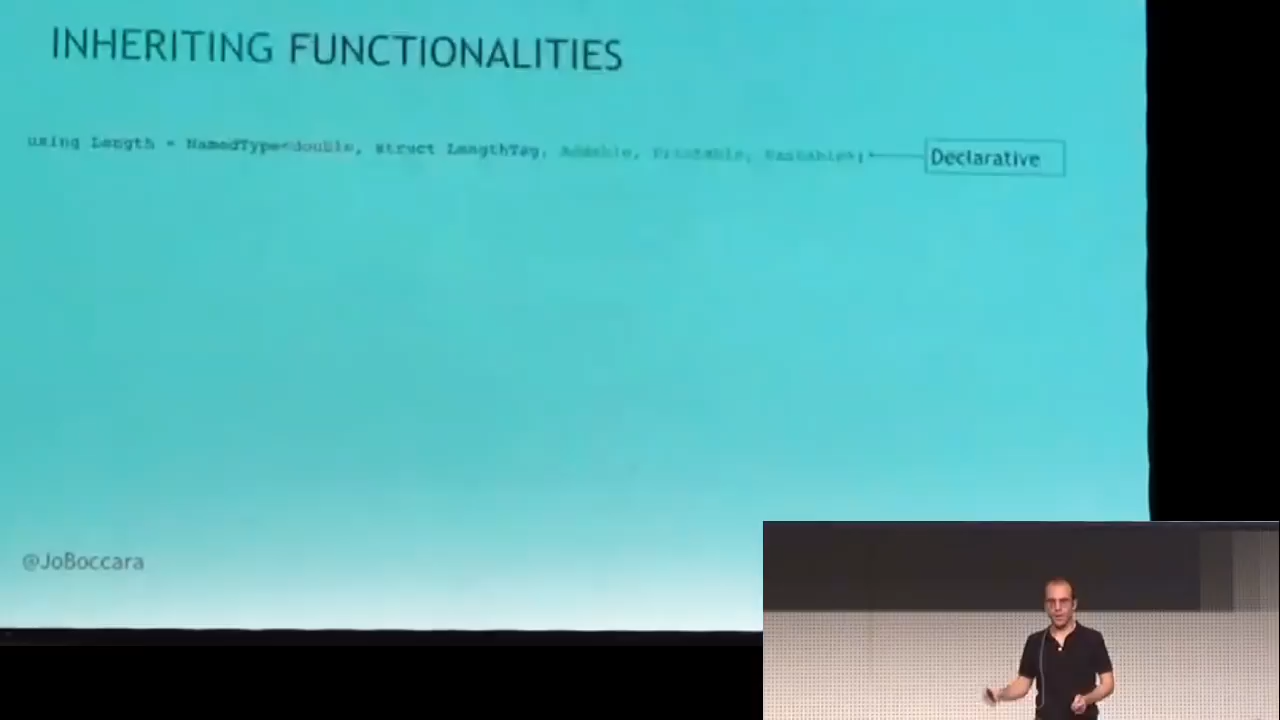 INHERITING FUNCTIONALITIES
using Length = NamedType<double, struct LengthTag, Addable, Printable, Hashable>;
Declarative
@JoBoccara